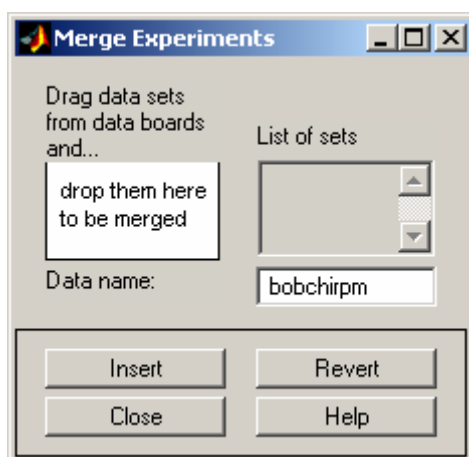 Merge Experiments
Drag data sets
from data boards
and...
drop them here
to be merged
List of sets
Data name:
bobchirpm
Insert
Revert
Close
Help